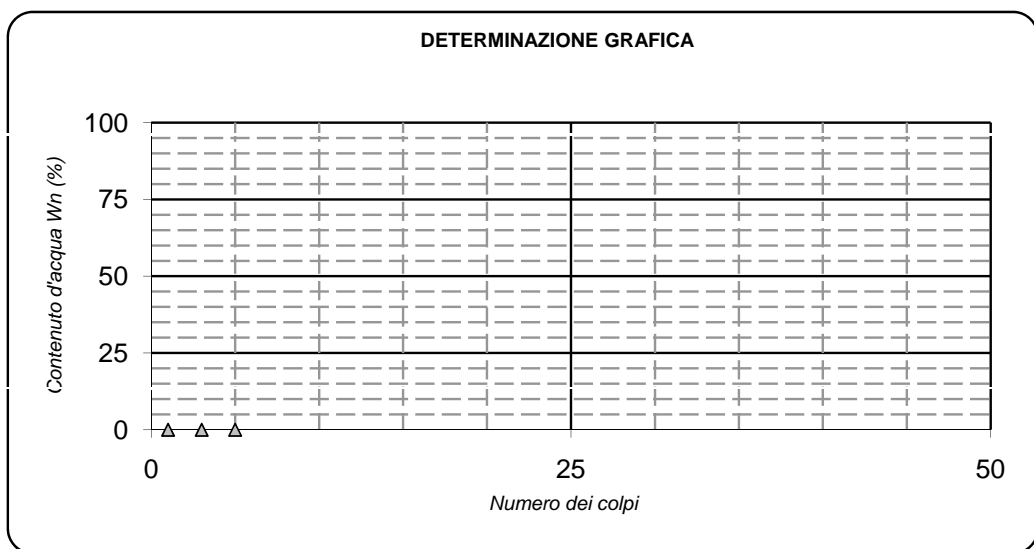 DETERMINAZIONE GRAFICA
Contenuto d'acqua Wn (%)
100
75
50
25
0
0 25 50
Numero dei colpi